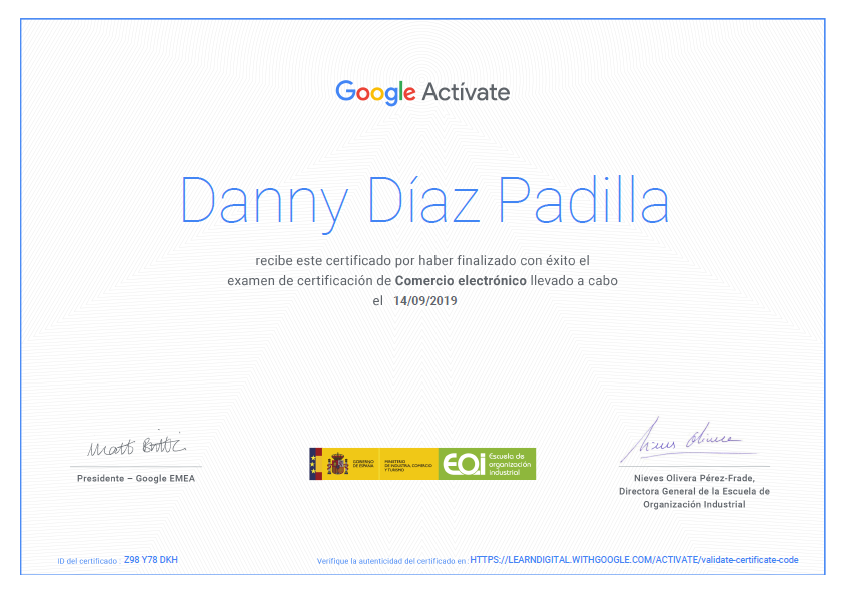 Google Actívate
Danny Díaz Padilla
recibe este certificado por haber finalizado con éxito el
examen de certificación de Comercio electrónico llevado a cabo
el 14/09/2019
Matt Brittin
Presidente – Google EMEA
GOBIERNO
DE ESPAÑA
MINISTERIO
DE INDUSTRIA, COMERCIO
Y TURISMO
EOi
Escuela de
organización
industrial
Nieves Olivera
Nieves Olivera Pérez-Frade,
Directora General de la Escuela de
Organización Industrial
ID del certificado : Z98 Y78 DKH
Verifique la autenticidad del certificado en: HTTPS://LEARNDIGITAL.WITHGOOGLE.COM/ACTIVATE/validate-certificate-code